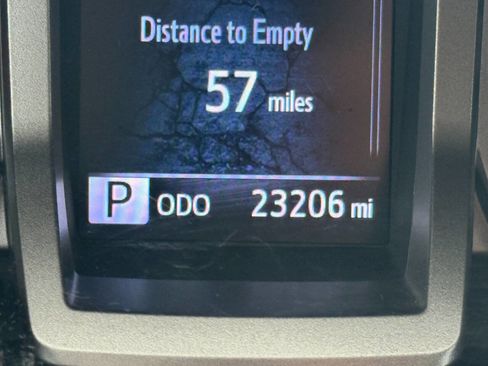 Distance to Empty
57 miles
P ODO 23206 mi